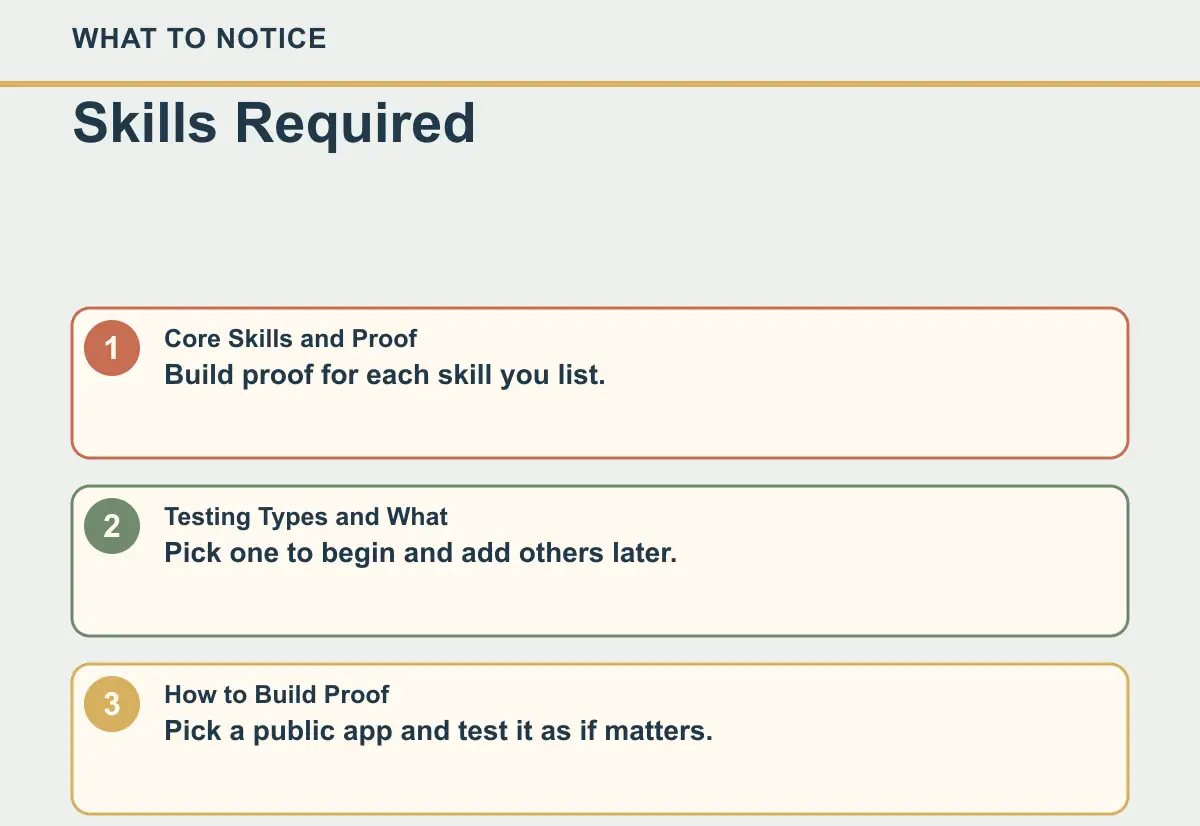 WHAT TO NOTICE
Skills Required
1
Core Skills and Proof
Build proof for each skill you list.
2
Testing Types and What
Pick one to begin and add others later.
3
How to Build Proof
Pick a public app and test it as if matters.